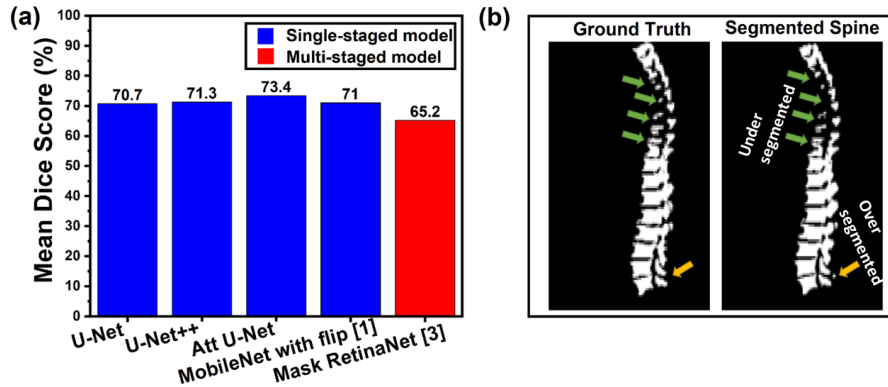 (a)
Mean Dice Score (%)
100
90
80
70
60
50
40
30
20
10
0
Single-staged model
Multi-staged model
70.7
71.3
73.4
71
65.2
U-Net
U-Net++
Att U-Net
MobileNet with flip [1]
Mask RetinaNet [3]
(b)
Ground Truth
Segmented Spine
Under
segmented
Over
segmented